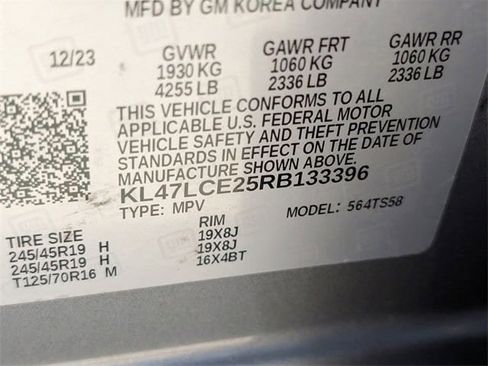 MFD BY GM KOREA COMPANY
12/23 GVWR GAWR FRT GAWR RR
1930 KG 1060 KG 1060 KG
4255 LB 2336 LB 2336 LB
THIS VEHICLE CONFORMS TO ALL
APPLICABLE U.S. FEDERAL MOTOR
VEHICLE SAFETY AND THEFT PREVENTION
STANDARDS IN EFFECT ON THE DATE OF
MANUFACTURE SHOWN ABOVE.
KL47LCE25RB133396
TYPE: MPV MODEL: 564TS58
TIRE SIZE RIM
245/45R19 H 19X8J
245/45R19 H 19X8J
T125/70R16 M 16X4BT